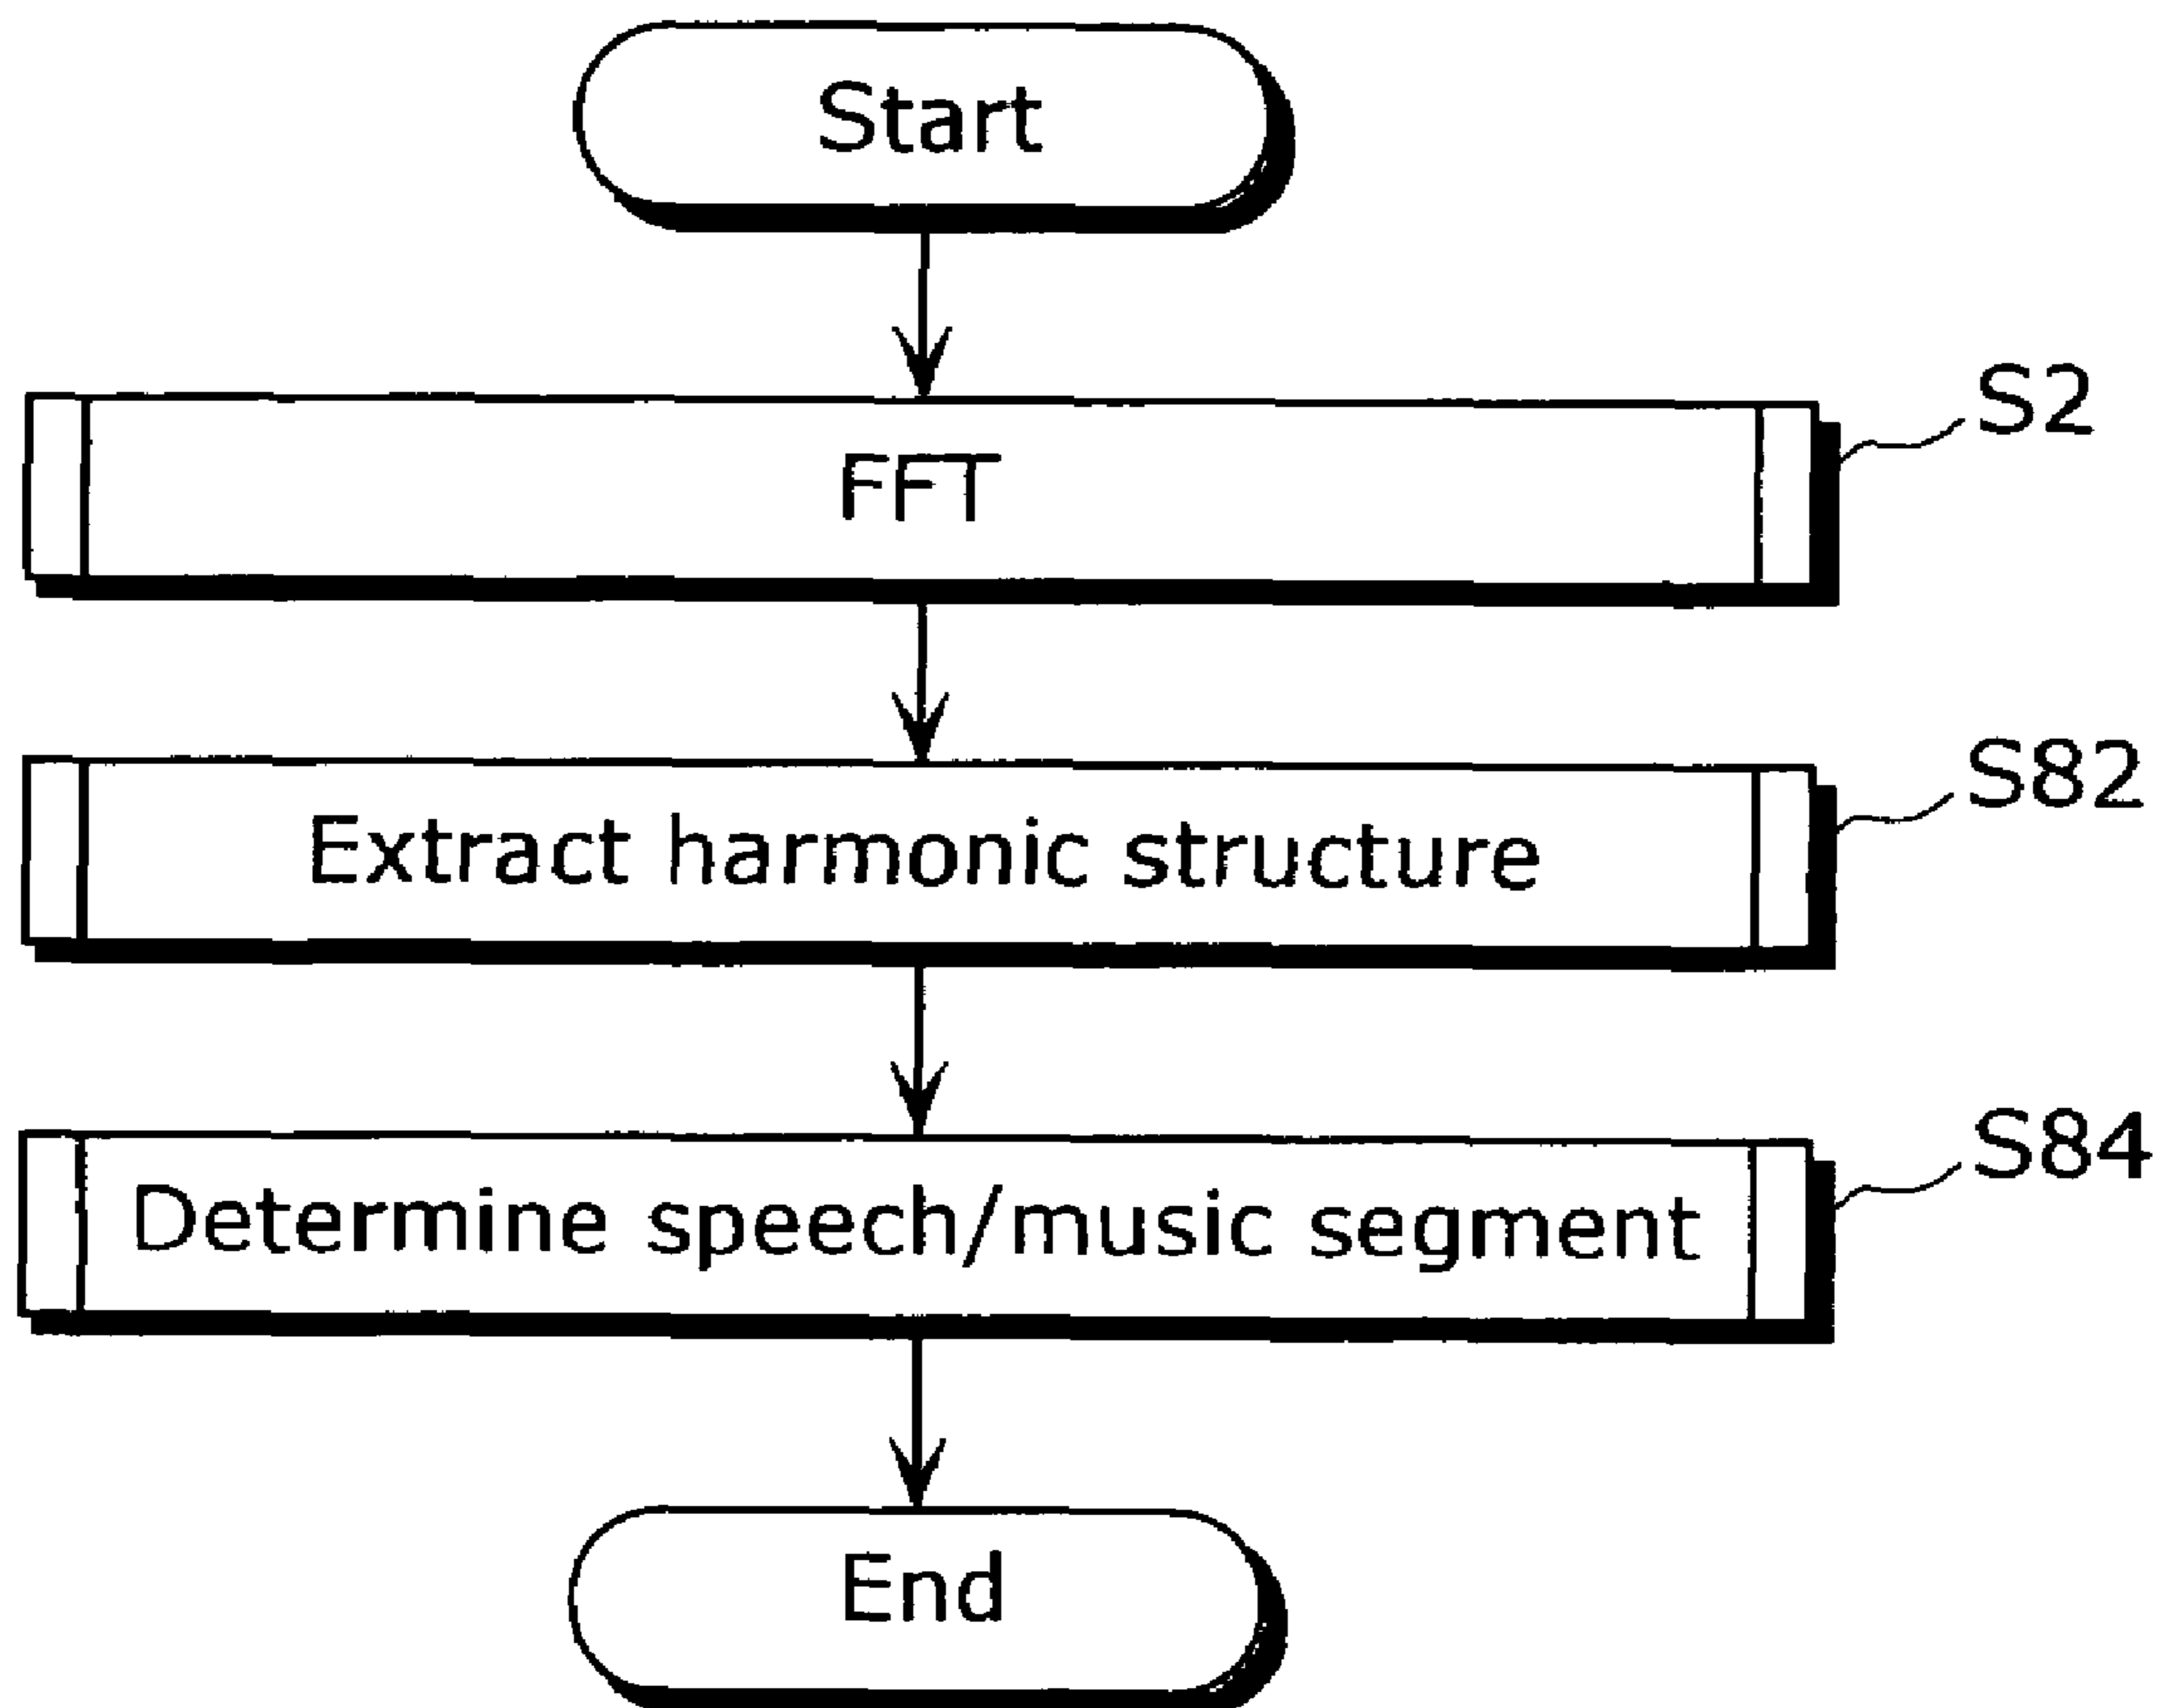 Start
S2
FFT
S82
Extract harmonic structure
S84
Determine speech/music segment
End